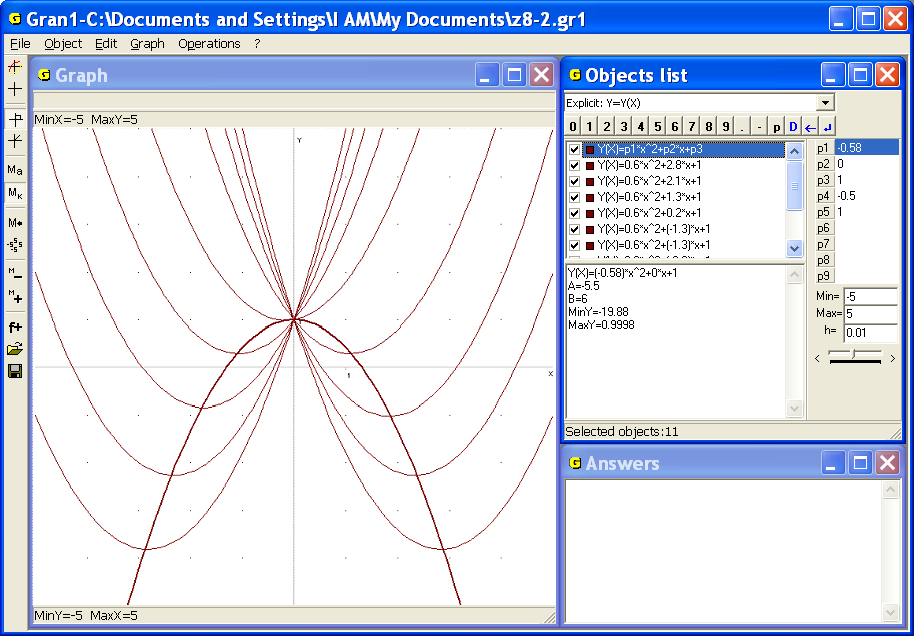 Gran1-C:\Documents and Settings\I AM\My Documents\z8-2.gr1
File Object Edit Graph Operations ?
Graph
MinX=-5 MaxY=5
Y
1
X
MinY=-5 MaxX=5
Ma
Mк
M
M
M
f+
Objects list
Explicit: Y=Y(X)
0 1 2 3 4 5 6 7 8 9 . - p D
Y(X)=p1*x^2+p2*x+p3
Y(X)=0.6*x^2+2.8*x+1
Y(X)=0.6*x^2+2.1*x+1
Y(X)=0.6*x^2+1.3*x+1
Y(X)=0.6*x^2+0.2*x+1
Y(X)=0.6*x^2+(-1.3)*x+1
Y(X)=0.6*x^2+(-1.3)*x+1
p1 -0.58
p2 0
p3 1
p4 -0.5
p5 1
p6
p7
p8
p9
Min= -5
Max= 5
h= 0.01
< >
Y(X)=(-0.58)*x^2+0*x+1
A=-5.5
B=6
MinY=-19.88
MaxY=0.9998
Selected objects:11
Answers